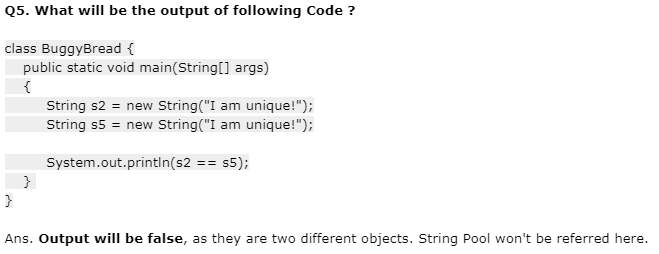 Q5. What will be the output of following Code ?
class BuggyBread {
public static void main(String[] args)
{
String s2 = new String("I am unique!");
String s5 = new String("I am unique!");
System.out.println(s2 == s5);
}
}
Ans. Output will be false, as they are two different objects. String Pool won't be referred here.